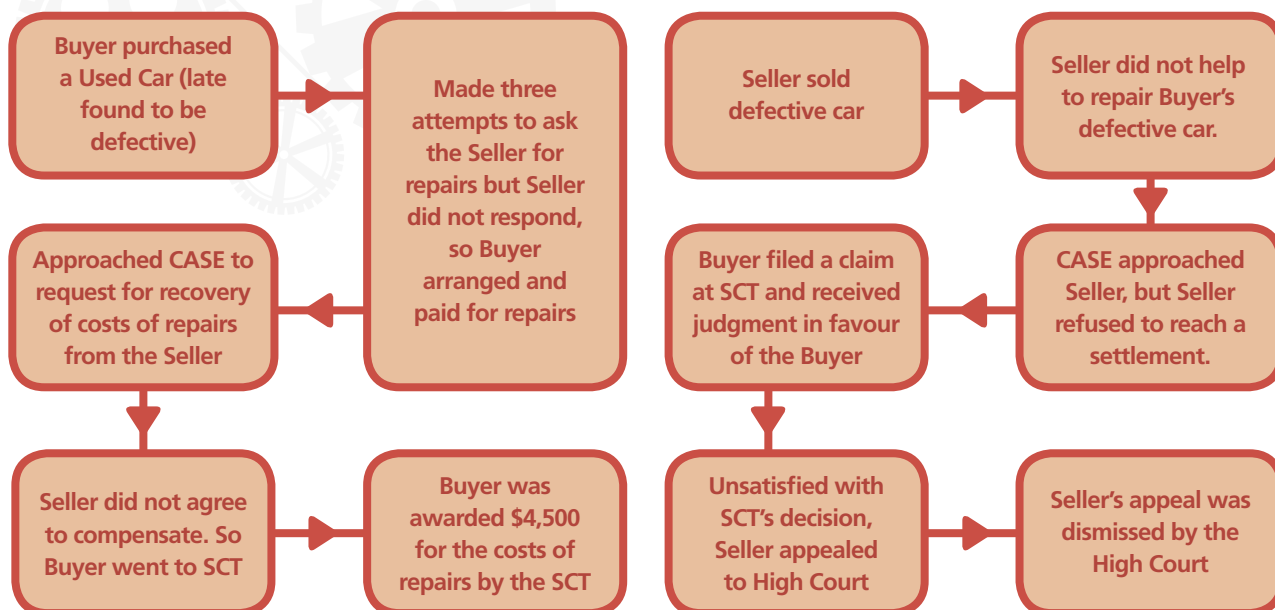 Buyer purchased
a Used Car (late
found to be
defective)
Made three
attempts to ask
the Seller for
repairs but Seller
did not respond,
so Buyer
arranged and
paid for repairs
Approached CASE to
request for recovery
of costs of repairs
from the Seller
Seller did not agree
to compensate. So
Buyer went to SCT
Buyer was
awarded $4,500
for the costs of
repairs by the SCT
Seller sold
defective car
Seller did not help
to repair Buyer's
defective car.
CASE approached
Seller, but Seller
refused to reach a
settlement.
Buyer filed a claim
at SCT and received
judgment in favour
of the Buyer
Unsatisfied with
SCT's decision,
Seller appealed
to High Court
Seller's appeal was
dismissed by the
High Court